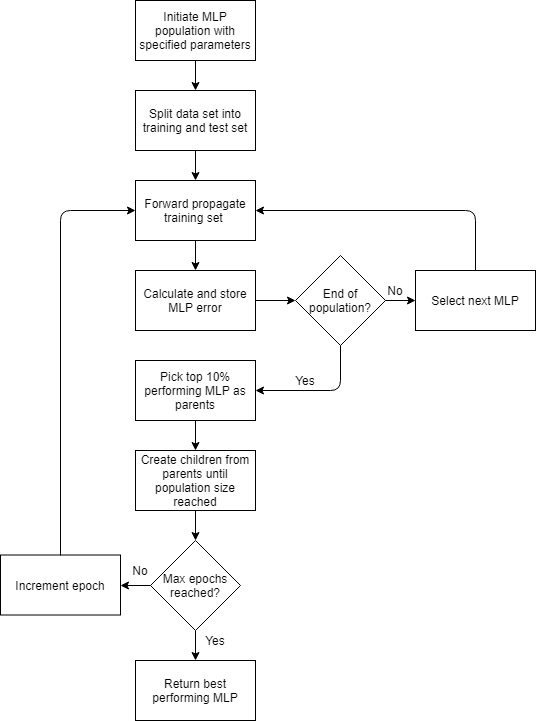 Initiate MLP
population with
specified parameters
Split data set into
training and test set
Forward propagate
training set
Calculate and store
MLP error
End of
population?
No
Select next MLP
Yes
Pick top 10%
performing MLP as
parents
Create children from
parents until
population size
reached
Max epochs
reached?
No
Increment epoch
Yes
Return best
performing MLP